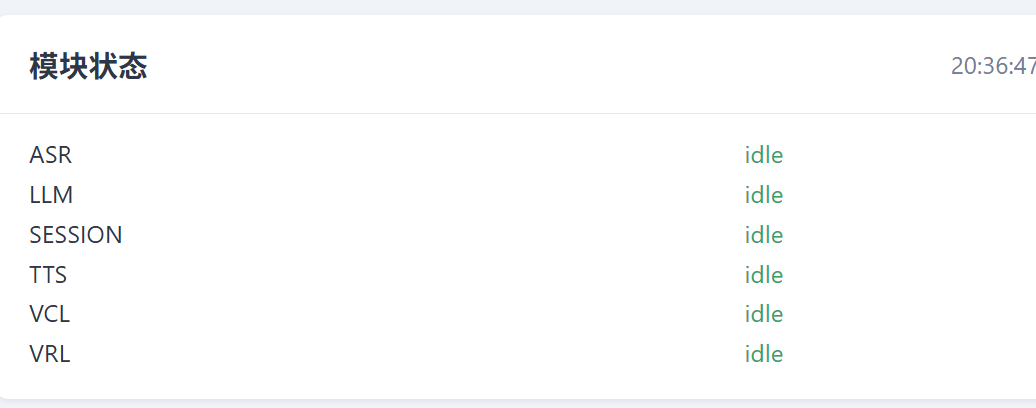 模块状态 20:36:47
ASR idle
LLM idle
SESSION idle
TTS idle
VCL idle
VRL idle